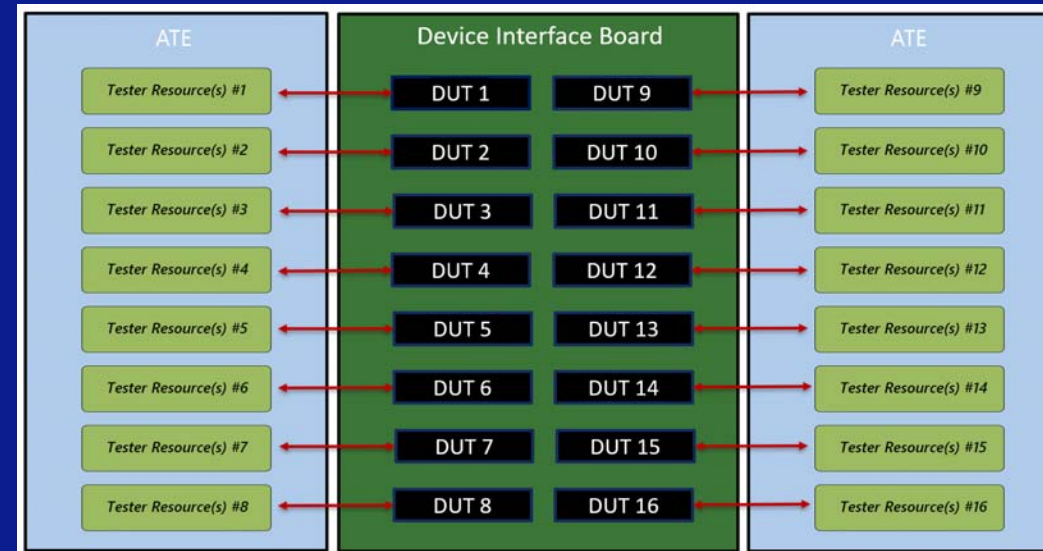 ATE
Device Interface Board
ATE
Tester Resource(s) #1
DUT 1
DUT 9
Tester Resource(s) #9
Tester Resource(s) #2
DUT 2
DUT 10
Tester Resource(s) #10
Tester Resource(s) #3
DUT 3
DUT 11
Tester Resource(s) #11
Tester Resource(s) #4
DUT 4
DUT 12
Tester Resource(s) #12
Tester Resource(s) #5
DUT 5
DUT 13
Tester Resource(s) #13
Tester Resource(s) #6
DUT 6
DUT 14
Tester Resource(s) #14
Tester Resource(s) #7
DUT 7
DUT 15
Tester Resource(s) #15
Tester Resource(s) #8
DUT 8
DUT 16
Tester Resource(s) #16